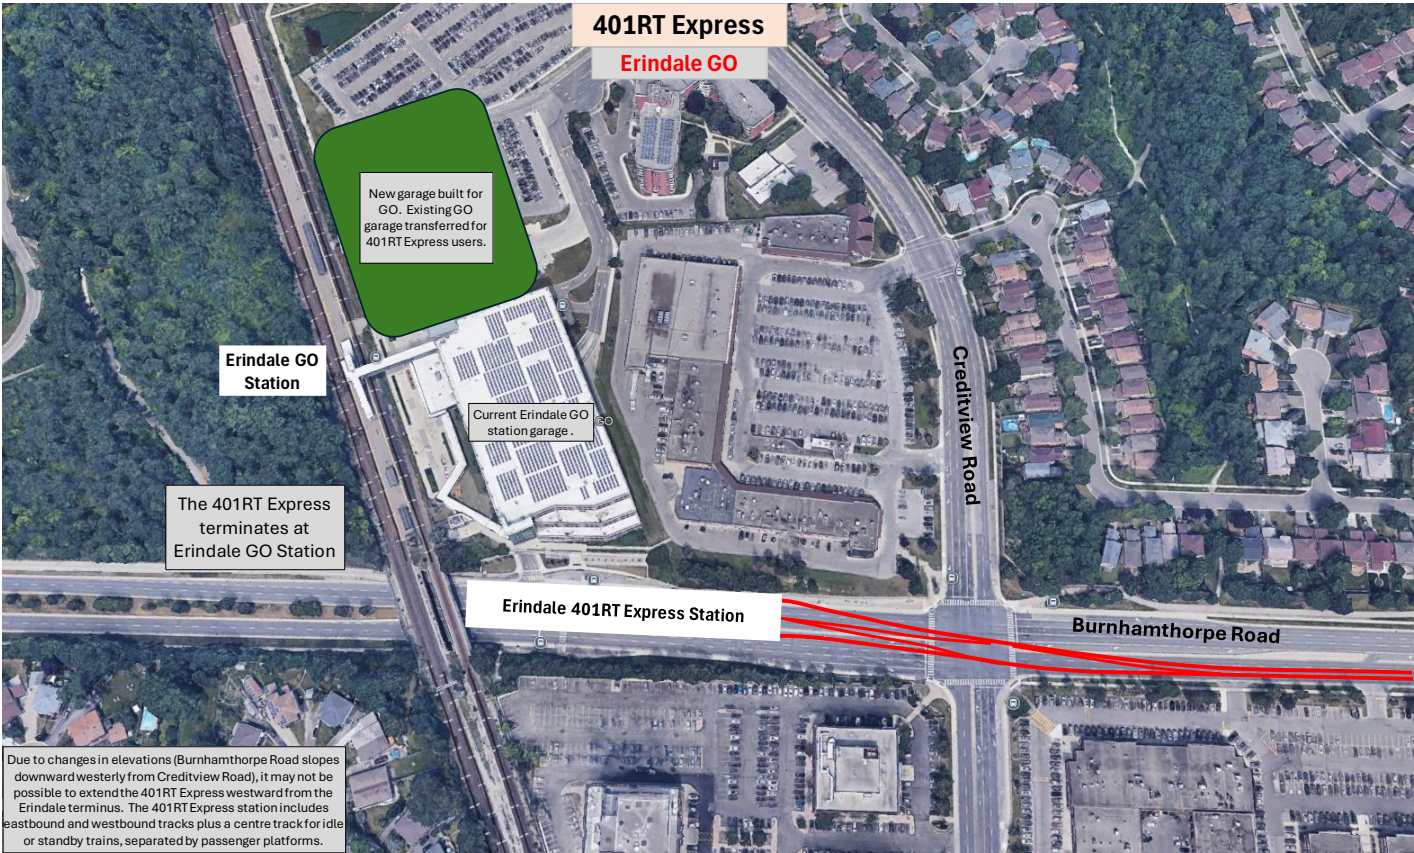 401RT Express
Erindale GO
New garage built for
GO. Existing GO
garage transferred for
401RT Express users.
Erindale GO
Station
Current Erindale GO
station garage .
GO
Creditview Road
The 401RT Express
terminates at
Erindale GO Station
Erindale 401RT Express Station
Burnhamthorpe Road
Due to changes in elevations (Burnhamthorpe Road slopes
downward westerly from Creditview Road), it may not be
possible to extend the 401RT Express westward from the
Erindale terminus. The 401RT Express station includes
eastbound and westbound tracks plus a centre track for idle
or standby trains, separated by passenger platforms.